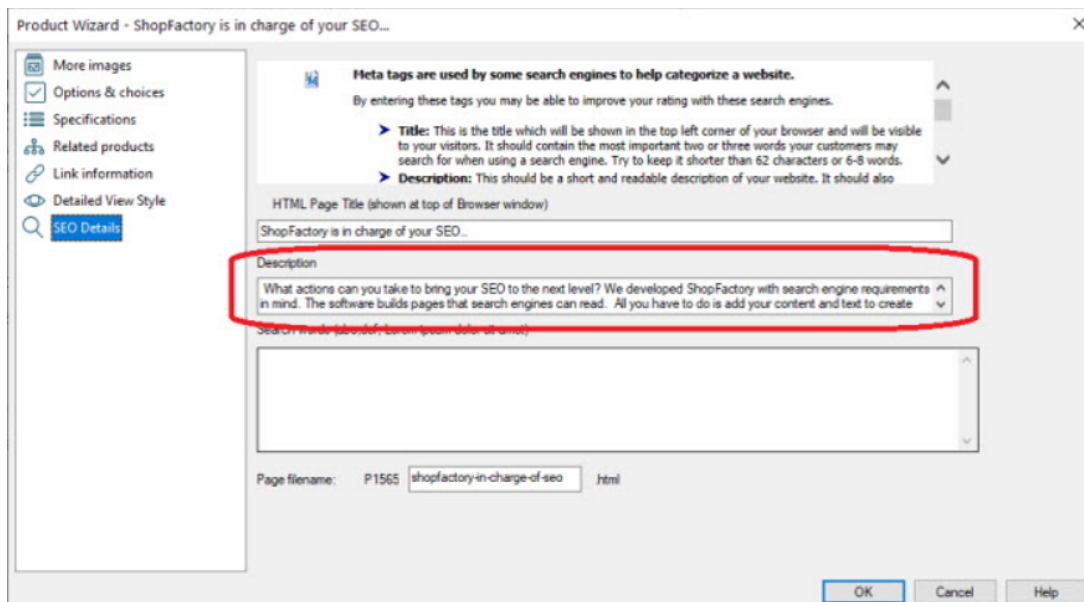 Product Wizard - ShopFactory is in charge of your SEO...
More images
Options & choices
Specifications
Related products
Link information
Detailed View Style
SEO Details
Meta tags are used by some search engines to help categorize a website.
By entering these tags you may be able to improve your rating with these search engines.
Title: This is the title which will be shown in the top left corner of your browser and will be visible
to your visitors. It should contain the most important two or three words your customers may
search for when using a search engine. Try to keep it shorter than 62 characters or 6-8 words.
Description: This should be a short and readable description of your website. It should also
HTML Page Title (shown at top of Browser window)
ShopFactory is in charge of your SEO...
Description
What actions can you take to bring your SEO to the next level? We developed ShopFactory with search engine requirements
in mind. The software builds pages that search engines can read. All you have to do is add your content and text to create
Search words (abc,def, Lorem ipsum dolor sit amet)
Page filename: P1565 shopfactory-in-charge-of-seo .html
OK Cancel Help